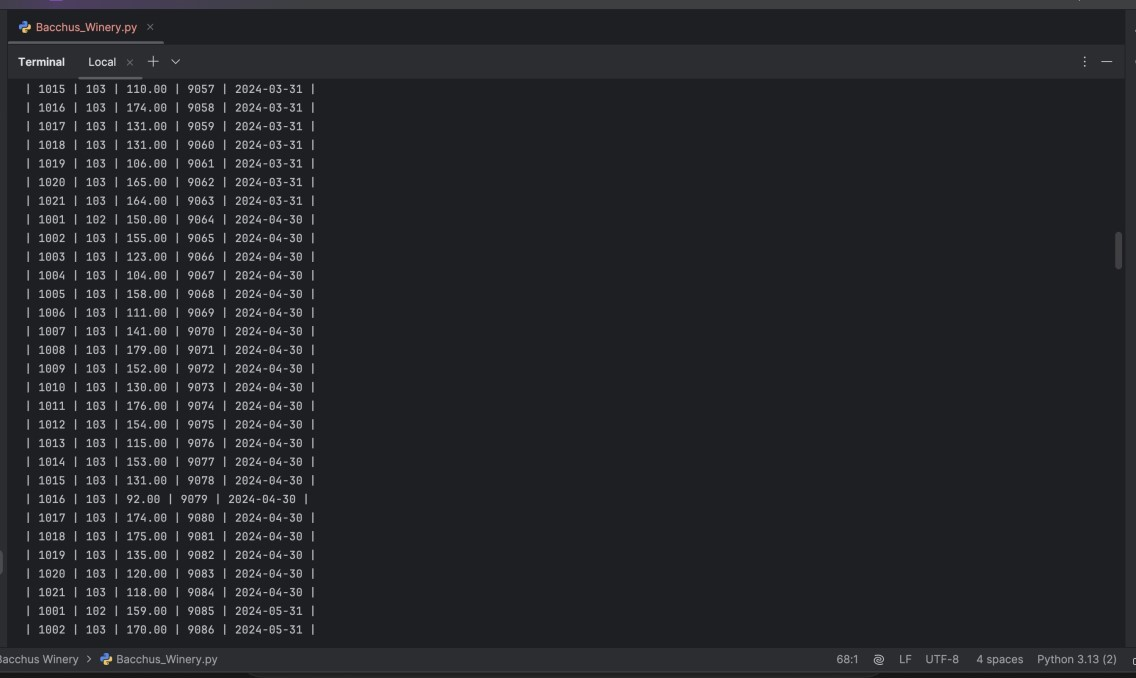 Bacchus_Winery.py ×
Terminal Local × + 
| 1015 | 103 | 110.00 | 9057 | 2024-03-31 |
| 1016 | 103 | 174.00 | 9058 | 2024-03-31 |
| 1017 | 103 | 131.00 | 9059 | 2024-03-31 |
| 1018 | 103 | 131.00 | 9060 | 2024-03-31 |
| 1019 | 103 | 106.00 | 9061 | 2024-03-31 |
| 1020 | 103 | 165.00 | 9062 | 2024-03-31 |
| 1021 | 103 | 164.00 | 9063 | 2024-03-31 |
| 1001 | 102 | 150.00 | 9064 | 2024-04-30 |
| 1002 | 103 | 155.00 | 9065 | 2024-04-30 |
| 1003 | 103 | 123.00 | 9066 | 2024-04-30 |
| 1004 | 103 | 104.00 | 9067 | 2024-04-30 |
| 1005 | 103 | 158.00 | 9068 | 2024-04-30 |
| 1006 | 103 | 111.00 | 9069 | 2024-04-30 |
| 1007 | 103 | 141.00 | 9070 | 2024-04-30 |
| 1008 | 103 | 179.00 | 9071 | 2024-04-30 |
| 1009 | 103 | 152.00 | 9072 | 2024-04-30 |
| 1010 | 103 | 130.00 | 9073 | 2024-04-30 |
| 1011 | 103 | 176.00 | 9074 | 2024-04-30 |
| 1012 | 103 | 154.00 | 9075 | 2024-04-30 |
| 1013 | 103 | 115.00 | 9076 | 2024-04-30 |
| 1014 | 103 | 153.00 | 9077 | 2024-04-30 |
| 1015 | 103 | 131.00 | 9078 | 2024-04-30 |
| 1016 | 103 | 92.00 | 9079 | 2024-04-30 |
| 1017 | 103 | 174.00 | 9080 | 2024-04-30 |
| 1018 | 103 | 175.00 | 9081 | 2024-04-30 |
| 1019 | 103 | 135.00 | 9082 | 2024-04-30 |
| 1020 | 103 | 120.00 | 9083 | 2024-04-30 |
| 1021 | 103 | 118.00 | 9084 | 2024-04-30 |
| 1001 | 102 | 159.00 | 9085 | 2024-05-31 |
| 1002 | 103 | 170.00 | 9086 | 2024-05-31 |
Bacchus Winery > Bacchus_Winery.py 68:1 LF UTF-8 4 spaces Python 3.13 (2)